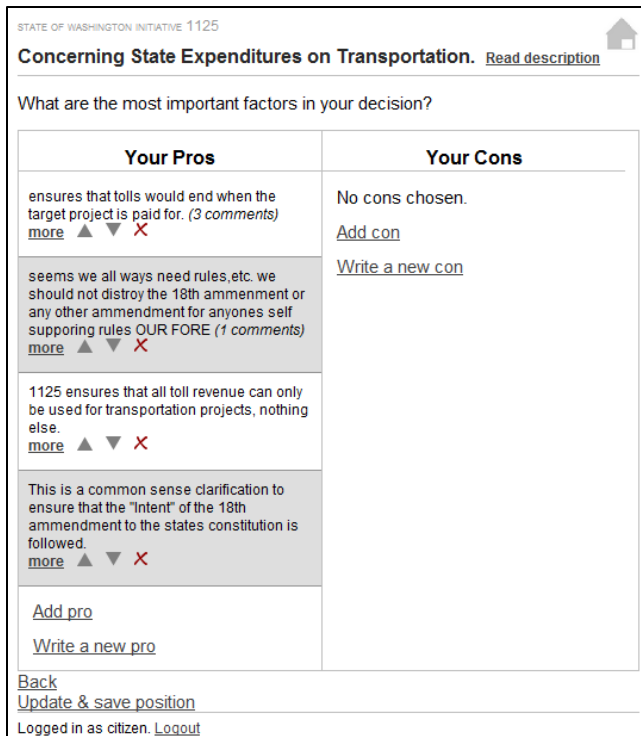 STATE OF WASHINGTON INITIATIVE 1125
Concerning State Expenditures on Transportation. Read description
What are the most important factors in your decision?
Your Pros
ensures that tolls would end when the
target project is paid for. (3 comments)
more
seems we all ways need rules,etc. we
should not distroy the 18th ammenment or
any other ammendment for anyones self
supporing rules OUR FORE (1 comments)
more
1125 ensures that all toll revenue can only
be used for transportation projects, nothing
else.
more
This is a common sense clarification to
ensure that the "Intent" of the 18th
ammendment to the states constitution is
followed.
more
Add pro
Write a new pro
Your Cons
No cons chosen.
Add con
Write a new con
Back
Update & save position
Logged in as citizen. Logout